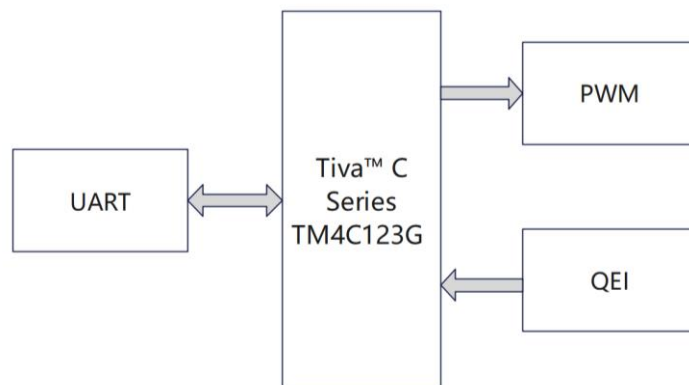 UART
Tiva™ C
Series
TM4C123G
PWM
QEI